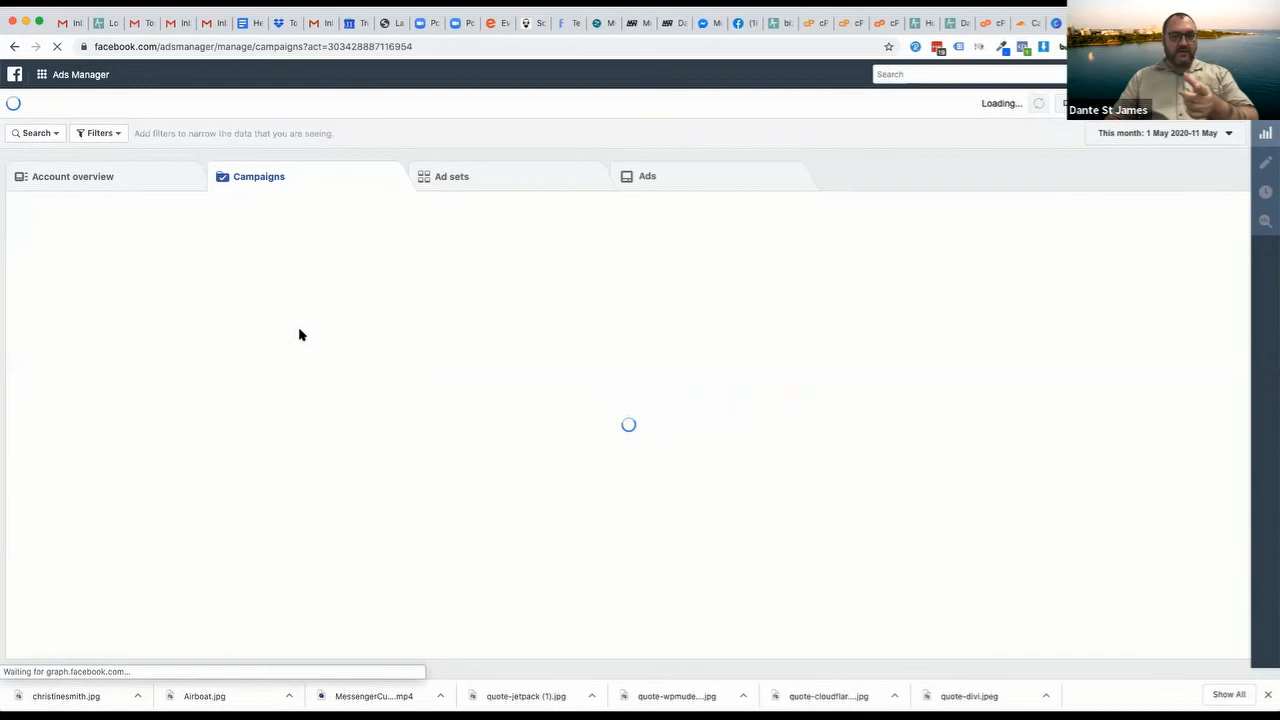 facebook.com/adsmanager/manage/campaigns?act=3034288887116954
Ads Manager
Search
Loading...
Dante St James
Search
Filters
Add filters to narrow the data that you are seeing.
This month: 1 May 2020-11 May
Account overview
Campaigns
Ad sets
Ads
Waiting for graph.facebook.com...
christinesmith.jpg
Airboat.jpg
MessengerCu....mp4
quote-jetpack (1).jpg
quote-wpmude....jpg
quote-cloudflar....jpg
quote-divi.jpeg
Show All